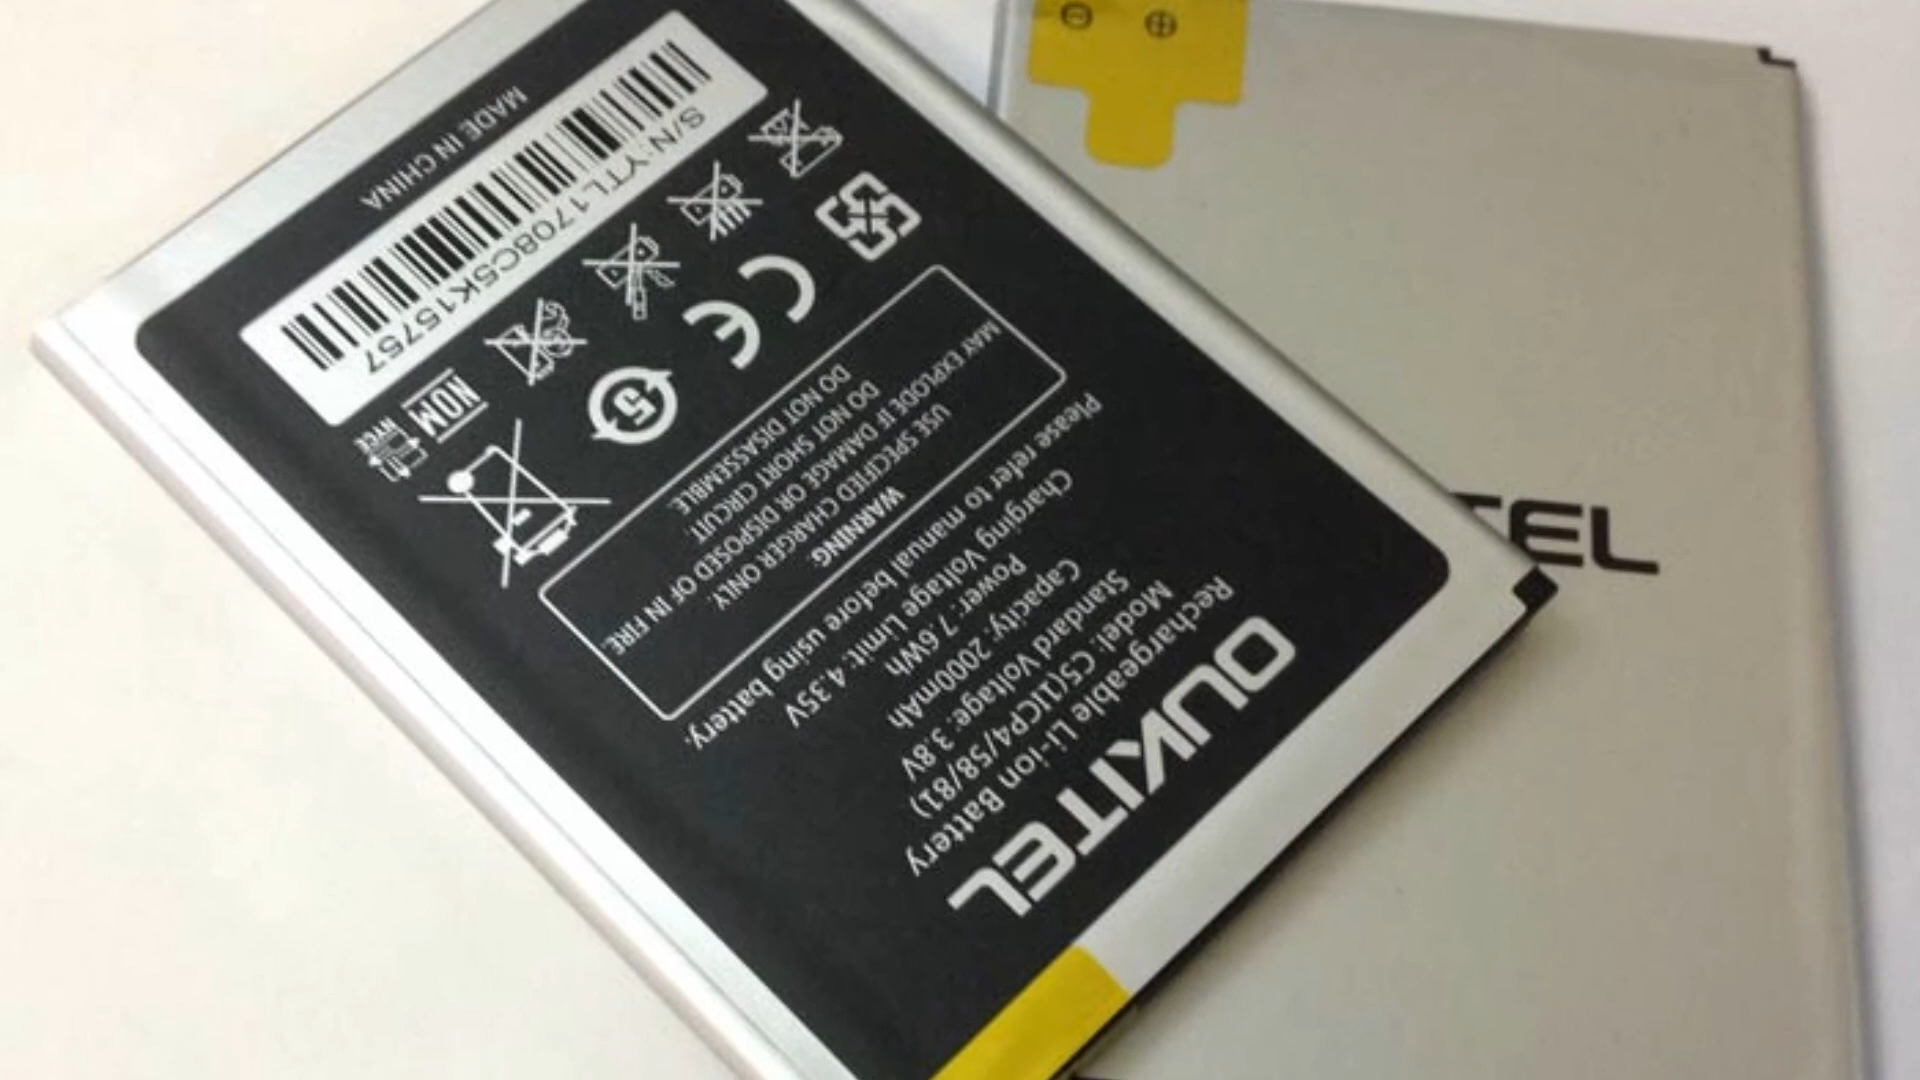 OUKITEL
Rechargeable Li-ion Battery
Model: C5(1ICP4/58/81)
Standard Voltage: 3.8V
Capacity: 2000mAh
Power: 7.6Wh
Charging Voltage Limit: 4.35V
Please refer to manual before using battery.
WARNING:
USE SPECIFIED CHARGER ONLY.
MAY EXPLODE IF DAMAGE OR DISPOSED OF IN FIRE.
DO NOT SHORT CIRCUIT.
DO NOT DISASSEMBLE.
CE
5
NOM
NYCE
S/N:YTL1708C5K15757
MADE IN CHINA
TEL